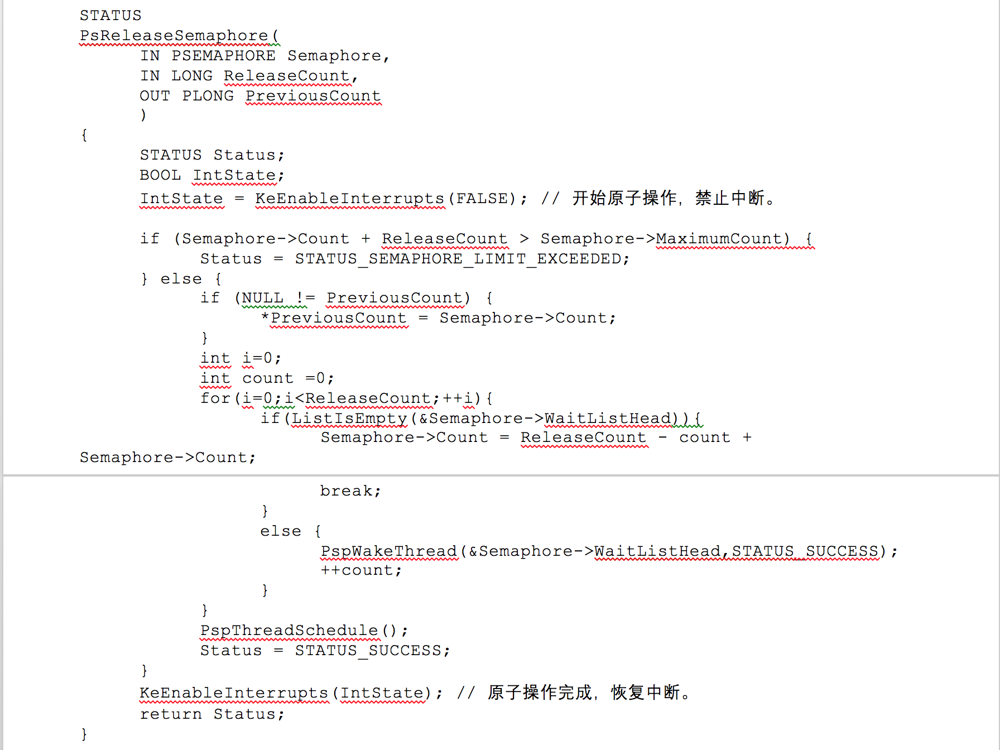 STATUS
PsReleaseSemaphore(
IN PSEMAPHORE Semaphore,
IN LONG ReleaseCount,
OUT PLONG PreviousCount
)
{
STATUS Status;
BOOL IntState;
IntState = KeEnableInterrupts(FALSE); // 开始原子操作，禁止中断。
if (Semaphore->Count + ReleaseCount > Semaphore->MaximumCount) {
Status = STATUS_SEMAPHORE_LIMIT_EXCEEDED;
} else {
if (NULL != PreviousCount) {
*PreviousCount = Semaphore->Count;
}
int i=0;
int count =0;
for(i=0;i<ReleaseCount;++i){
if(ListIsEmpty(&Semaphore->WaitListHead)){
Semaphore->Count = ReleaseCount - count +
Semaphore->Count;
break;
}
else {
PspWakeThread(&Semaphore->WaitListHead,STATUS_SUCCESS);
++count;
}
}
PspThreadSchedule();
Status = STATUS_SUCCESS;
}
KeEnableInterrupts(IntState); // 原子操作完成，恢复中断。
return Status;
}